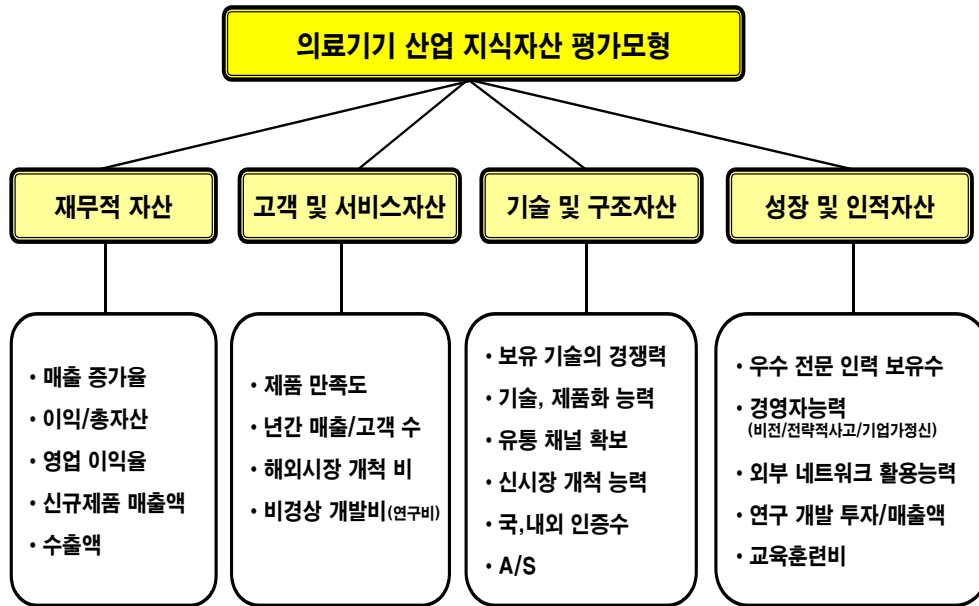 의료기기 산업 지식자산 평가모형
재무적 자산
고객 및 서비스자산
기술 및 구조자산
성장 및 인적자산
· 매출 증가율
· 이익/총자산
· 영업 이익율
· 신규제품 매출액
· 수출액
· 제품 만족도
· 년간 매출/고객 수
· 해외시장 개척 비
· 비경상 개발비(연구비)
· 보유 기술의 경쟁력
· 기술, 제품화 능력
· 유통 채널 확보
· 신시장 개척 능력
· 국,내외 인증수
· A/S
· 우수 전문 인력 보유수
· 경영자능력
(비전/전략적사고/기업가정신)
· 외부 네트워크 활용능력
· 연구 개발 투자/매출액
· 교육훈련비